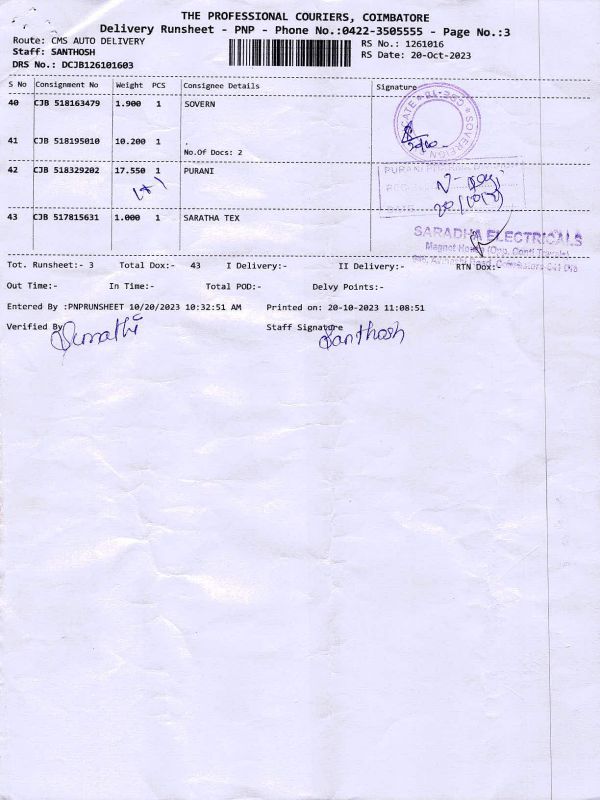 THE PROFESSIONAL COURIERS, COIMBATORE
Delivery Runsheet - PNP - Phone No.:0422-3505555 - Page No.:3
Route: CMS AUTO DELIVERY RS No.: 1261016
Staff: SANTHOSH RS Date: 20-Oct-2023
DRS No.: DCJB126101603
S No Consignment No Weight PCS Consignee Details Signature
40 CJB 518163479 1.900 1 SOVERN
41 CJB 518195010 10.200 1 .
No.Of Docs: 2
42 CJB 518329202 17.550 1 PURANI
1+1
20/10/23
43 CJB 517815631 1.000 1 SARATHA TEX
SARADHA ELECTRICALS
Tot. Runsheet:- 3 Total Dox:- 43 I Delivery:- II Delivery:- RTN Dox:-
Out Time:- In Time:- Total POD:- Delvy Points:-
Entered By :PNPRUNSHEET 10/20/2023 10:32:51 AM Printed on: 20-10-2023 11:08:51
Verified By Staff Signature
Sumathi Santhosh